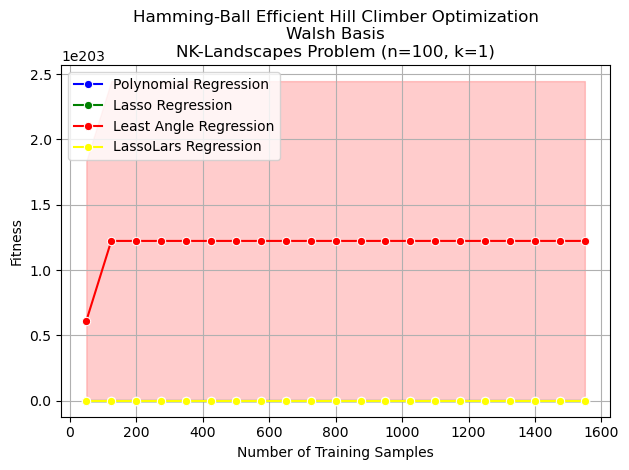 Hamming-Ball Efficient Hill Climber Optimization
Walsh Basis
NK-Landscapes Problem (n=100, k=1)
1e203
2.5
2.0
1.5
1.0
0.5
0.0
Fitness
Polynomial Regression
Lasso Regression
Least Angle Regression
LassoLars Regression
0 200 400 600 800 1000 1200 1400 1600
Number of Training Samples